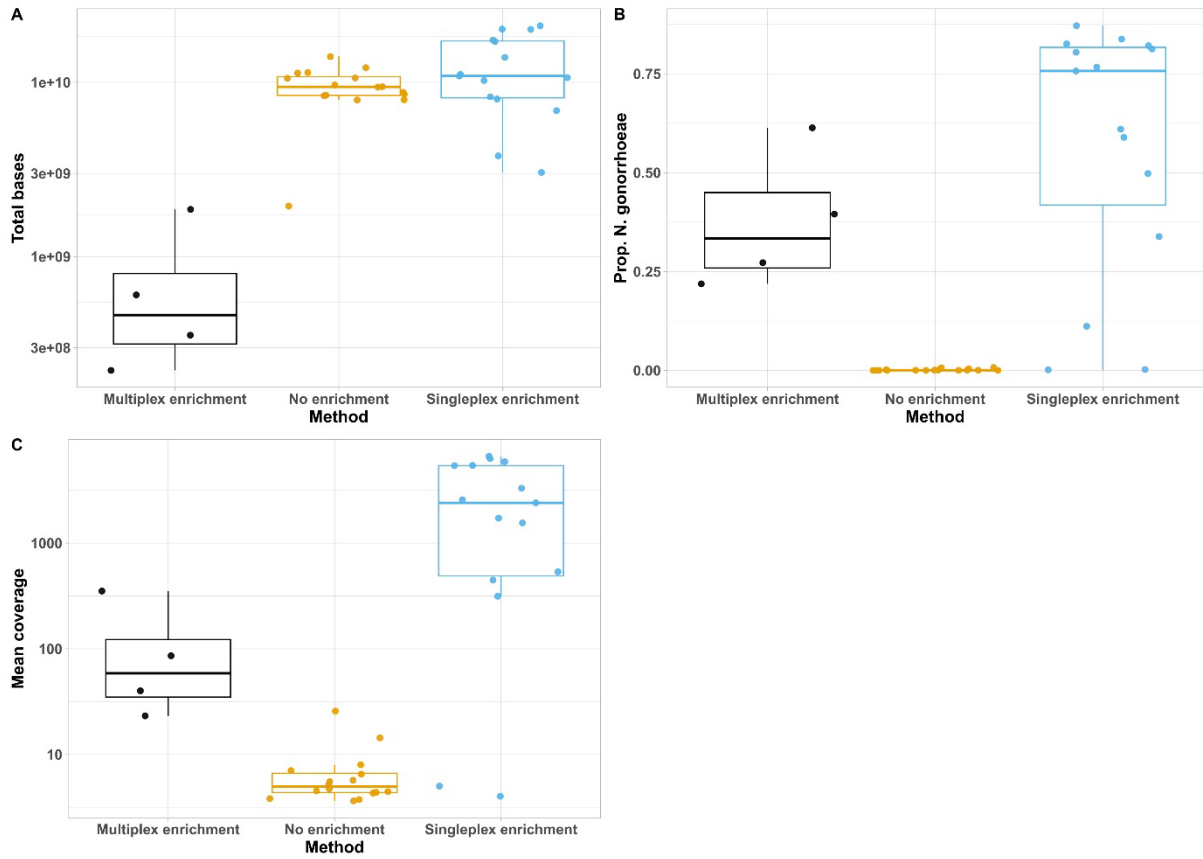 A
Total bases
1e+10
3e+09
1e+09
3e+08
Multiplex enrichment No enrichment Singleplex enrichment
Method
B
Prop. N. gonorrhoeae
0.75
0.50
0.25
0.00
Multiplex enrichment No enrichment Singleplex enrichment
Method
C
Mean coverage
1000
100
10
Multiplex enrichment No enrichment Singleplex enrichment
Method